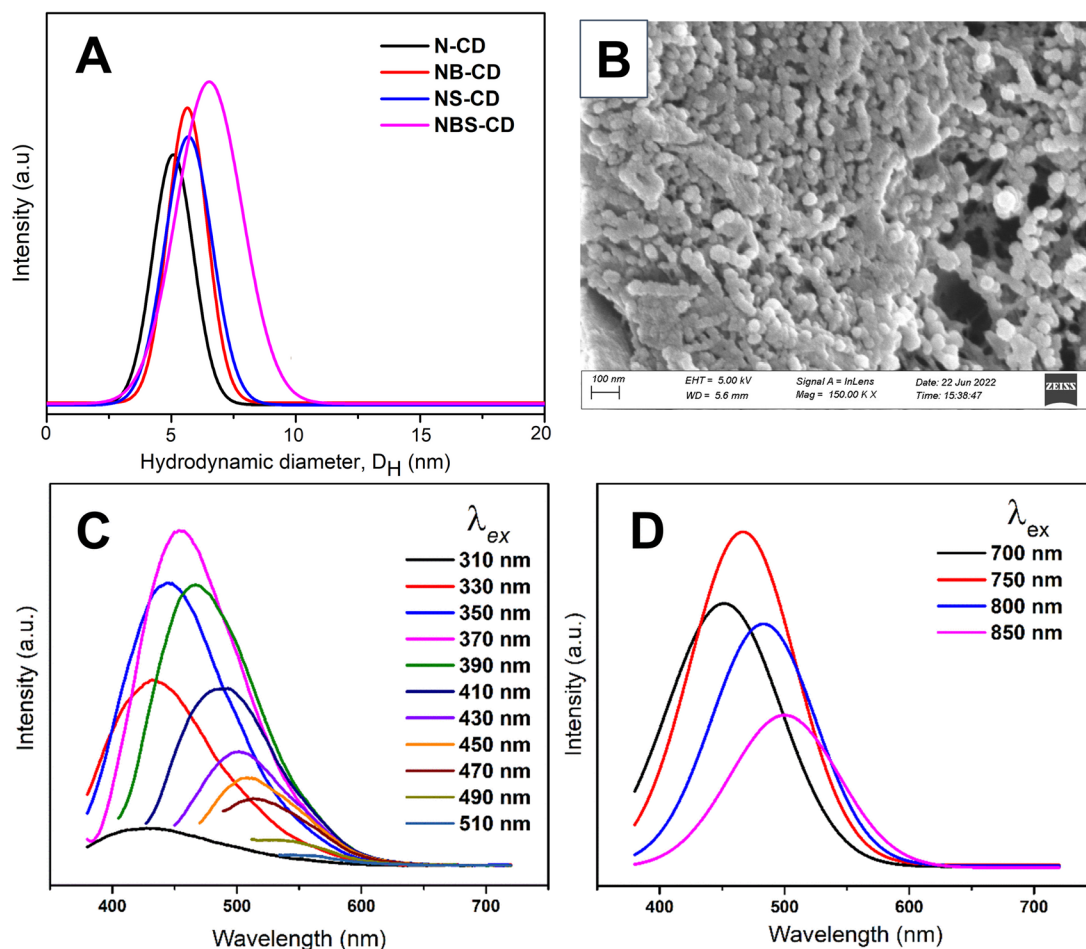 A
N-CD
NB-CD
NS-CD
NBS-CD
Intensity (a.u)
0 5 10 15 20
Hydrodynamic diameter, D_H (nm)
B
100 nm
EHT = 5.00 kV
WD = 5.6 mm
Signal A = InLens
Mag = 150.00 K X
Date: 22 Jun 2022
Time: 15:38:47
ZEISS
C
λex
310 nm
330 nm
350 nm
370 nm
390 nm
410 nm
430 nm
450 nm
470 nm
490 nm
510 nm
Intensity (a.u.)
400 500 600 700
Wavelength (nm)
D
λex
700 nm
750 nm
800 nm
850 nm
Intensity (a.u.)
400 500 600 700
Wavelength (nm)